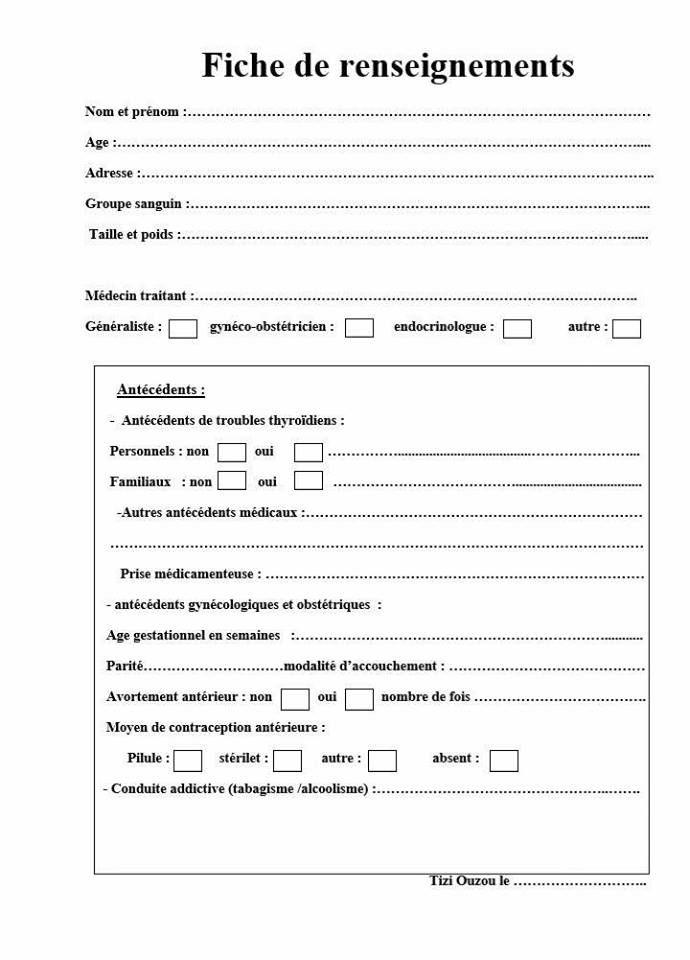 Fiche de renseignements
Nom et prénom :……………………………………………………………………………………
Age :…………………………………………………………………………………………………....
Adresse :……………………………………………………………………………………………..
Groupe sanguin :…………………………………………………………………………………...
Taille et poids :…………………………………………………………………………………......
Médecin traitant :………………………………………………………………………………..
Généraliste : gynéco-obstétricien : endocrinologue : autre :
Antécédents :
- Antécédents de troubles thyroïdiens :
Personnels : non oui ……………............................................…………………...
Familiaux : non oui …………………………………...........................................
-Autres antécédents médicaux :………………………………………………………………
…………………………………………………………………………………………………
Prise médicamenteuse : ………………………………………………………………………
- antécédents gynécologiques et obstétriques :
Age gestationnel en semaines :…………………………………………………………...........
Parité…………………………modalité d’accouchement : ……………………………………
Avortement antérieur : non oui nombre de fois ……………………………….
Moyen de contraception antérieure :
Pilule : stérilet : autre : absent :
- Conduite addictive (tabagisme /alcoolisme) :…………………………………………..…….
Tizi Ouzou le ………………………..